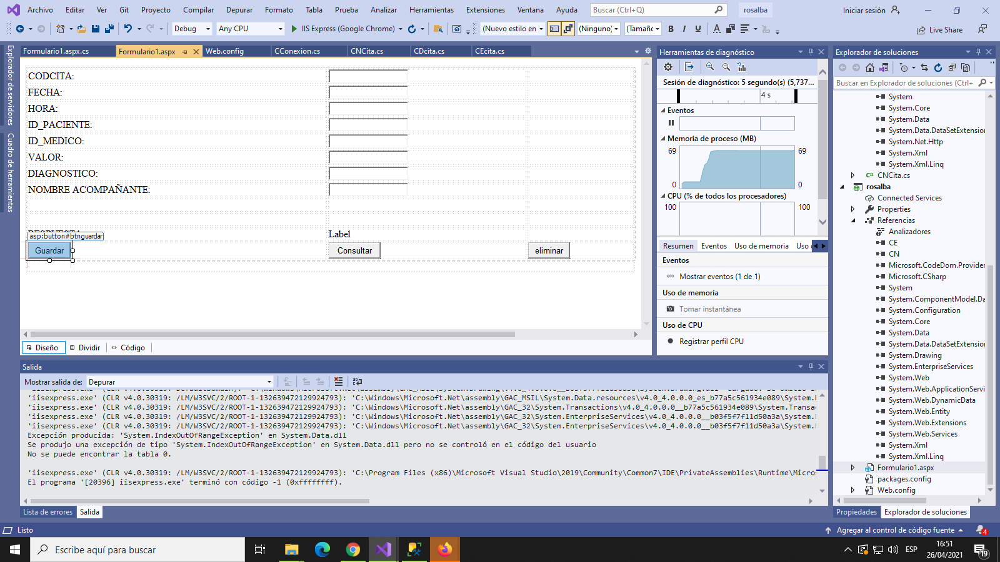 Archivo Editar Ver Git Proyecto Compilar Depurar Formato Tabla Prueba Analizar Herramientas Extensiones Ventana Ayuda Buscar (Ctrl+Q) rosalba Iniciar sesión
Debug Any CPU IIS Express (Google Chrome) (Nuevo estilo en (Ninguno) (Tamañc B I U A Live Share
Explorador de servidores
Cuadro de herramientas
Formulario1.aspx.cs Formulario1.aspx Web.config CConexion.cs CNCita.cs CDcita.cs CEcita.cs
CODCITA:
FECHA:
HORA:
ID_PACIENTE:
ID_MEDICO:
VALOR:
DIAGNOSTICO:
NOMBRE ACOMPAÑANTE:
Label
asp:button#btnguardar
Guardar Consultar eliminar
Diseño Dividir Código
Herramientas de diagnóstico
Sesión de diagnóstico: 5 segundo(s) (5,737...
4 s
Eventos
Memoria de proceso (MB)
69 69
0 0
CPU (% de todos los procesadores)
100 100
Resumen Eventos Uso de memoria Uso
Eventos
Mostrar eventos (1 de 1)
Uso de memoria
Tomar instantánea
Uso de CPU
Registrar perfil CPU
Explorador de soluciones
Buscar en Explorador de soluciones (Ctrl+
System
System.Core
System.Data
System.Data.DataSetExtension
System.Net.Http
System.Xml
System.Xml.Linq
C# CNCita.cs
rosalba
Connected Services
Properties
Referencias
Analizadores
CE
CN
Microsoft.CodeDom.Provider
Microsoft.CSharp
System
System.ComponentModel.Da
System.Configuration
System.Core
System.Data
System.Data.DataSetExtension
System.Drawing
System.EnterpriseServices
System.Web
System.Web.ApplicationServi
System.Web.DynamicData
System.Web.Entity
System.Web.Extensions
System.Web.Services
System.Xml
System.Xml.Linq
Formulario1.aspx
packages.config
Web.config
Propiedades Explorador de soluciones
Salida
Mostrar salida de: Depurar
'iisexpress.exe' (CLR v4.0.30319: /LM/W3SVC/2/ROOT-1-132639472129924793): 'C:\Windows\Microsoft.Net\assembly\GAC_MSIL\System.Data.resources\v4.0_4.0.0.0_es_b77a5c561934e089\System.
'iisexpress.exe' (CLR v4.0.30319: /LM/W3SVC/2/ROOT-1-132639472129924793): 'C:\Windows\Microsoft.Net\assembly\GAC_32\System.Transactions\v4.0_4.0.0.0__b77a5c561934e089\System.Transac
'iisexpress.exe' (CLR v4.0.30319: /LM/W3SVC/2/ROOT-1-132639472129924793): 'C:\Windows\Microsoft.Net\assembly\GAC_32\System.EnterpriseServices\v4.0_4.0.0.0__b03f5f7f11d50a3a\System.E
'iisexpress.exe' (CLR v4.0.30319: /LM/W3SVC/2/ROOT-1-132639472129924793): 'C:\Windows\Microsoft.Net\assembly\GAC_32\System.EnterpriseServices\v4.0_4.0.0.0__b03f5f7f11d50a3a\System.E
Excepción producida: 'System.IndexOutOfRangeException' en System.Data.dll
Se produjo una excepción de tipo 'System.IndexOutOfRangeException' en System.Data.dll pero no se controló en el código del usuario
No se puede encontrar la tabla 0.
'iisexpress.exe' (CLR v4.0.30319: /LM/W3SVC/2/ROOT-1-132639472129924793): 'C:\Program Files (x86)\Microsoft Visual Studio\2019\Community\Common7\IDE\PrivateAssemblies\Runtime\Micros
El programa '[20396] iisexpress.exe' terminó con código -1 (0xffffffff).
Lista de errores Salida
Listo Agregar al control de código fuente 4
Escribe aquí para buscar ESP 16:51
26/04/2021 19